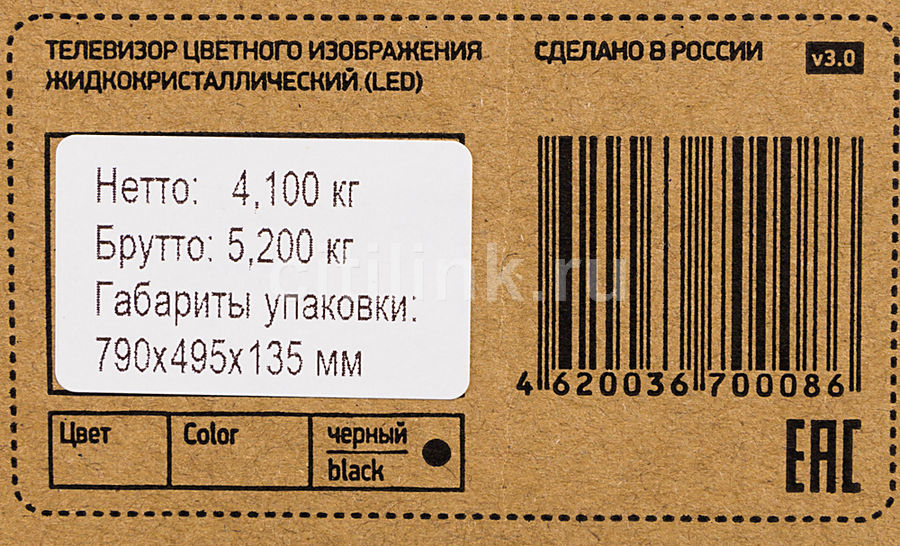 ТЕЛЕВИЗОР ЦВЕТНОГО ИЗОБРАЖЕНИЯ
ЖИДКОКРИСТАЛЛИЧЕСКИЙ (LED)
СДЕЛАНО В РОССИИ
v3.0
Нетто: 4,100 кг
Брутто: 5,200 кг
Габариты упаковки:
790x495x135 мм
citilink.ru
4 620036 700086
Цвет
Color
черный
black
EAC